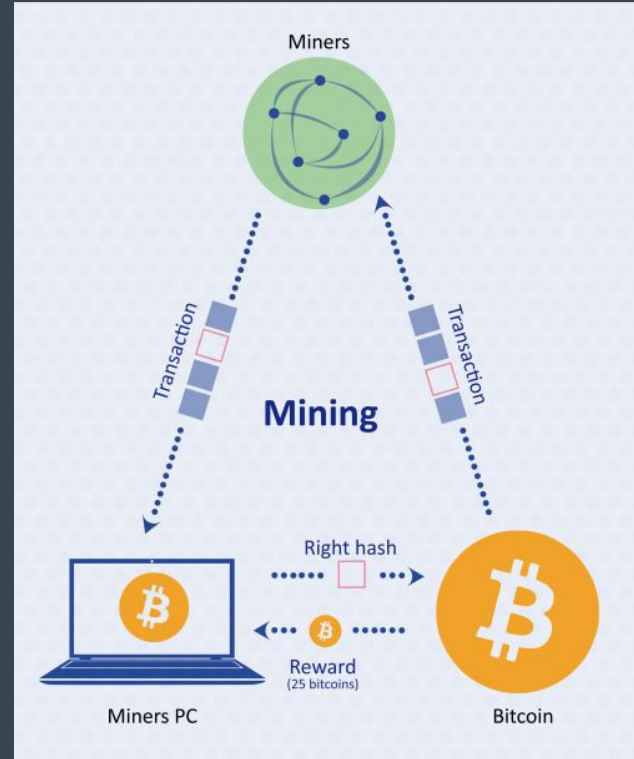 Miners
Transaction
Transaction
Mining
Right hash
Reward
(25 bitcoins)
Miners PC
Bitcoin